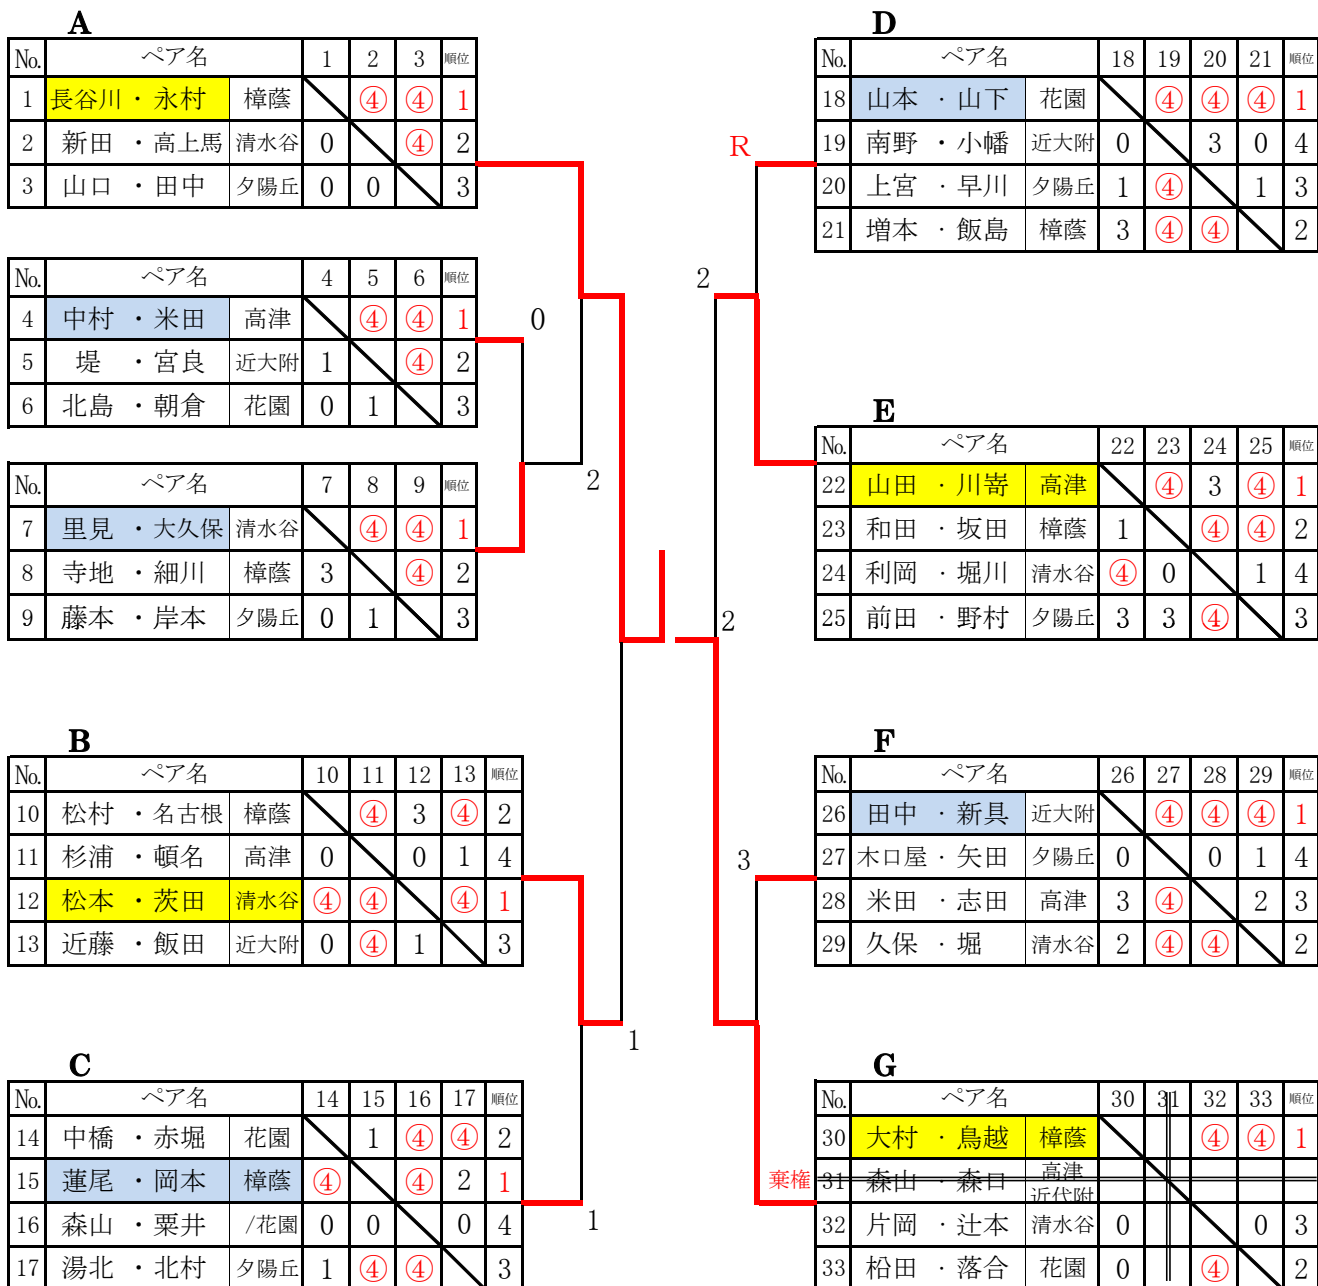 A
No. ペア名 1 2 3 順位
1 長谷川・永村 樟蔭 ④ ④ 1
2 新田・高上馬 清水谷 0 ④ 2
3 山口・田中 夕陽丘 0 0 3
No. ペア名 4 5 6 順位
4 中村・米田 高津 ④ ④ 1
5 堤・宮良 近大附 1 ④ 2
6 北島・朝倉 花園 0 1 3
No. ペア名 7 8 9 順位
7 里見・大久保 清水谷 ④ ④ 1
8 寺地・細川 樟蔭 3 ④ 2
9 藤本・岸本 夕陽丘 0 1 3
0
2
B
No. ペア名 10 11 12 13 順位
10 松村・名古根 樟蔭 ④ 3 ④ 2
11 杉浦・頓名 高津 0 0 1 4
12 松本・茨田 清水谷 ④ ④ ④ 1
13 近藤・飯田 近大附 0 ④ 1 3
1
C
No. ペア名 14 15 16 17 順位
14 中橋・赤堀 花園 1 ④ ④ 2
15 蓮尾・岡本 樟蔭 ④ ④ 2 1
16 森山・粟井 /花園 0 0 0 4
17 湯北・北村 夕陽丘 1 ④ ④ 3
1
D
No. ペア名 18 19 20 21 順位
18 山本・山下 花園 ④ ④ ④ 1
19 南野・小幡 近大附 0 3 0 4
20 上宮・早川 夕陽丘 1 ④ 1 3
21 増本・飯島 樟蔭 3 ④ ④ 2
R
2
E
No. ペア名 22 23 24 25 順位
22 山田・川嵜 高津 ④ 3 ④ 1
23 和田・坂田 樟蔭 1 ④ ④ 2
24 利岡・堀川 清水谷 ④ 0 1 4
25 前田・野村 夕陽丘 3 3 ④ 3
2
F
No. ペア名 26 27 28 29 順位
26 田中・新具 近大附 ④ ④ ④ 1
27 木口屋・矢田 夕陽丘 0 0 1 4
28 米田・志田 高津 3 ④ 2 3
29 久保・堀 清水谷 2 ④ ④ 2
3
G
No. ペア名 30 31 32 33 順位
30 大村・鳥越 樟蔭 ④ ④ 1
棄権 31 森山・森口 高津 近代附
32 片岡・辻本 清水谷 0 0 3
33 柗田・落合 花園 0 ④ 2